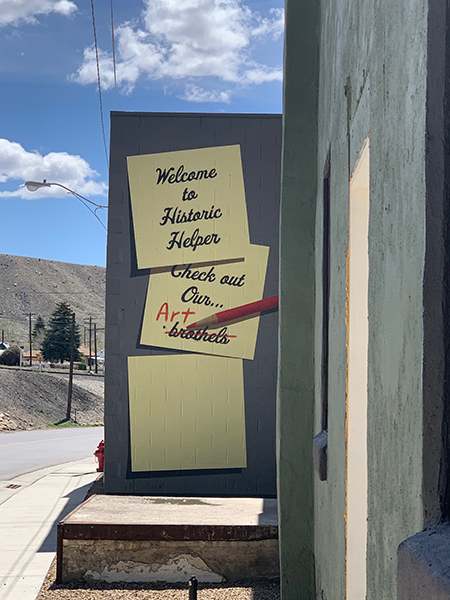 Welcome
to
Historic
Helper
Check out
Our...
Art
brothels